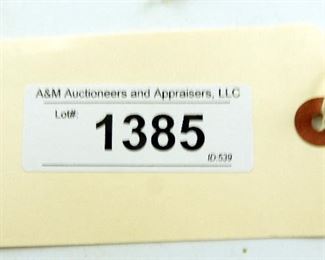 A&M Auctioneers and Appraisers, LLC
Lot#:
1385
ID:539